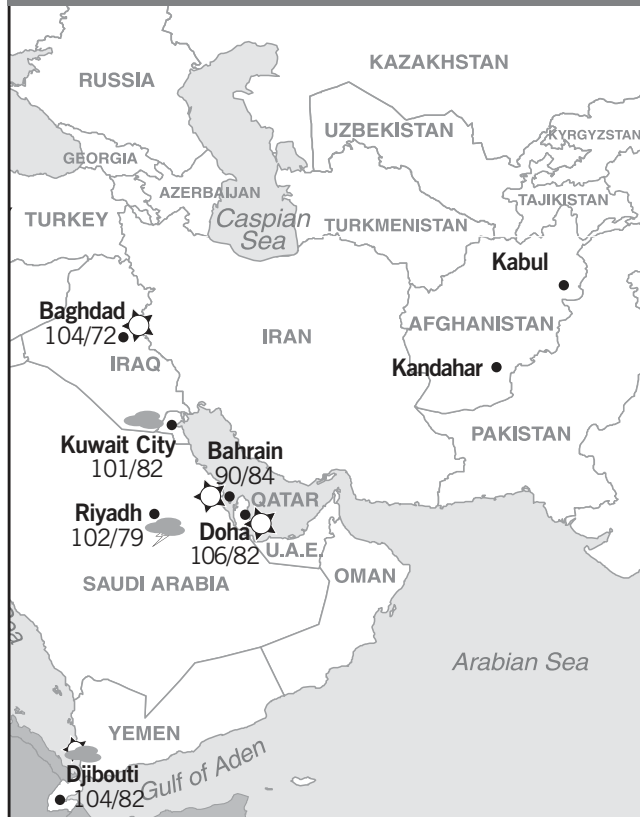 KAZAKHSTAN
RUSSIA
UZBEKISTAN
KYRGYZSTAN
GEORGIA
AZERBAIJAN
TAJIKISTAN
TURKEY
Caspian
Sea
TURKMENISTAN
Kabul
Baghdad
104/72
IRAQ
IRAN
AFGHANISTAN
Kandahar
PAKISTAN
Kuwait City
101/82
Bahrain
90/84
QATAR
Riyadh
102/79
Doha
106/82
U.A.E.
OMAN
SAUDI ARABIA
Arabian Sea
YEMEN
Gulf of Aden
Djibouti
104/82